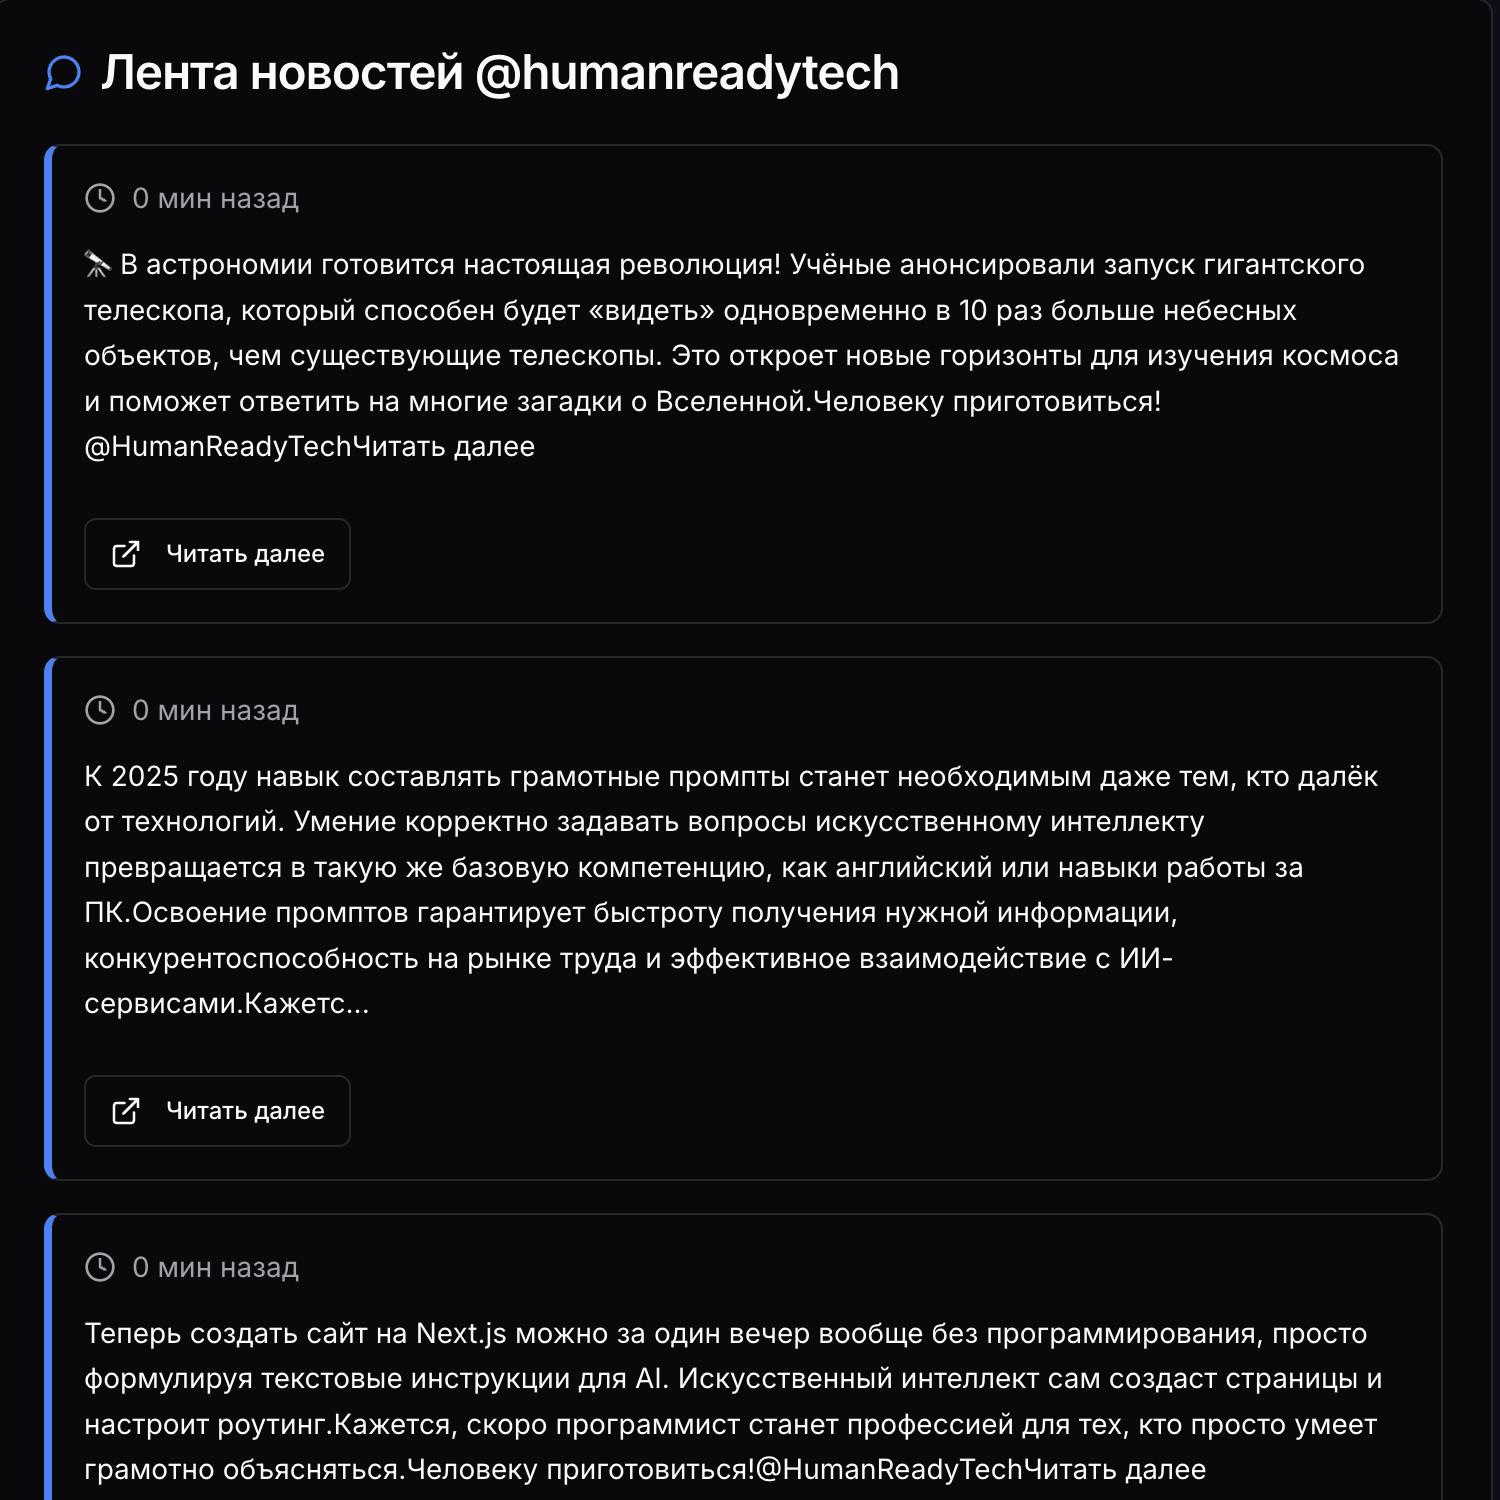 Лента новостей @humanreadytech
0 мин назад
🔭 В астрономии готовится настоящая революция! Учёные анонсировали запуск гигантского
телескопа, который способен будет «видеть» одновременно в 10 раз больше небесных
объектов, чем существующие телескопы. Это откроет новые горизонты для изучения космоса
и поможет ответить на многие загадки о Вселенной.Человеку приготовиться!
@HumanReadyTechЧитать далее
Читать далее
0 мин назад
К 2025 году навык составлять грамотные промпты станет необходимым даже тем, кто далёк
от технологий. Умение корректно задавать вопросы искусственному интеллекту
превращается в такую же базовую компетенцию, как английский или навыки работы за
ПК.Освоение промптов гарантирует быстроту получения нужной информации,
конкурентоспособность на рынке труда и эффективное взаимодействие с ИИ-
сервисами.Кажетс...
Читать далее
0 мин назад
Теперь создать сайт на Next.js можно за один вечер вообще без программирования, просто
формулируя текстовые инструкции для AI. Искусственный интеллект сам создаст страницы и
настроит роутинг.Кажется, скоро программист станет профессией для тех, кто просто умеет
грамотно объясняться.Человеку приготовиться!@HumanReadyTechЧитать далее